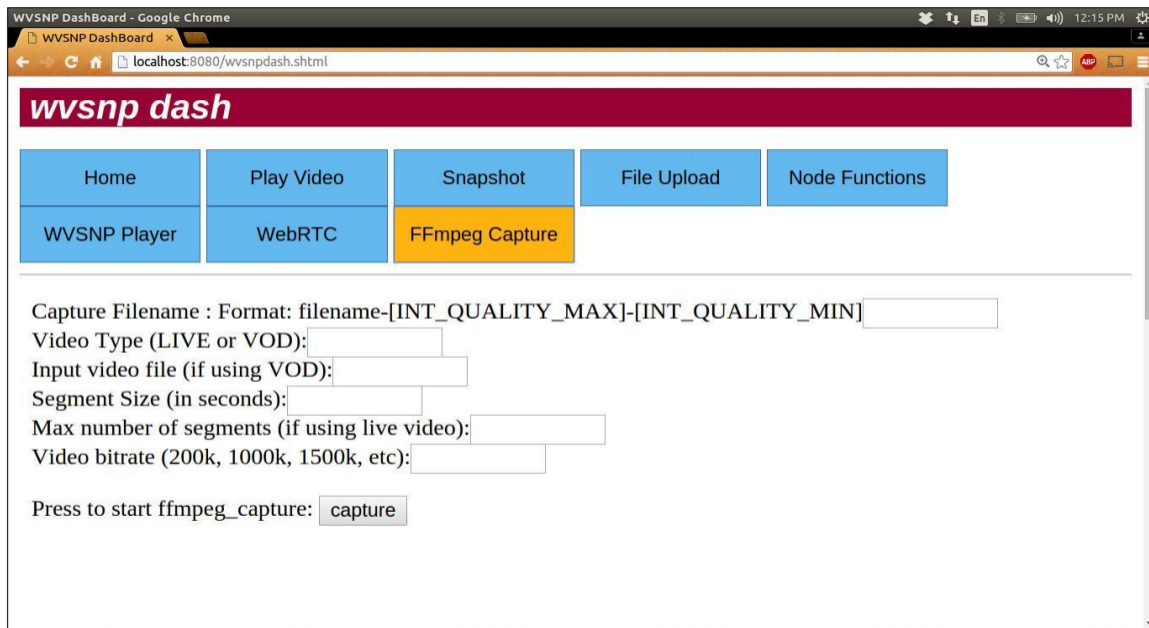 WVSNP DashBoard - Google Chrome
En
12:15 PM
WVSNP DashBoard ×
localhost:8080/wvsnpdash.shtml
ABP
wvsnp dash
Home
Play Video
Snapshot
File Upload
Node Functions
WVSNP Player
WebRTC
FFmpeg Capture
Capture Filename : Format: filename-[INT_QUALITY_MAX]-[INT_QUALITY_MIN]
Video Type (LIVE or VOD):
Input video file (if using VOD):
Segment Size (in seconds):
Max number of segments (if using live video):
Video bitrate (200k, 1000k, 1500k, etc):
Press to start ffmpeg_capture: capture